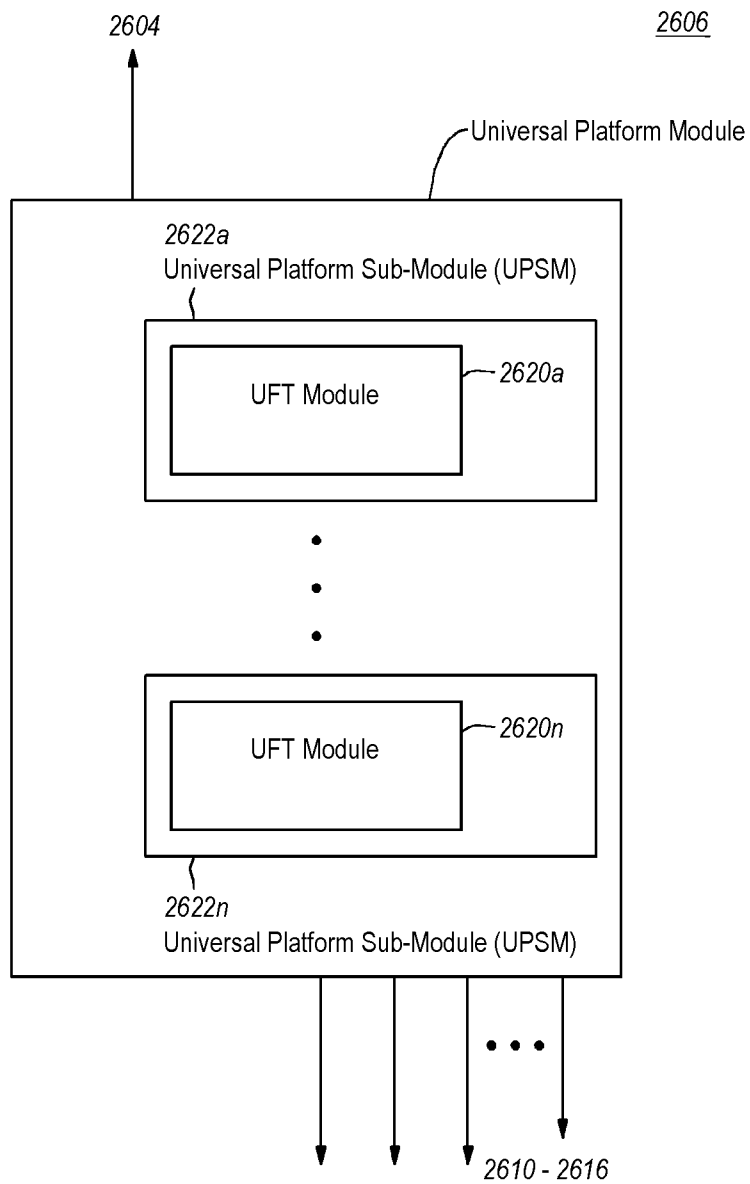 2604
2606
Universal Platform Module
2622a
Universal Platform Sub-Module (UPSM)
UFT Module
2620a
UFT Module
2620n
2622n
Universal Platform Sub-Module (UPSM)
2610 - 2616